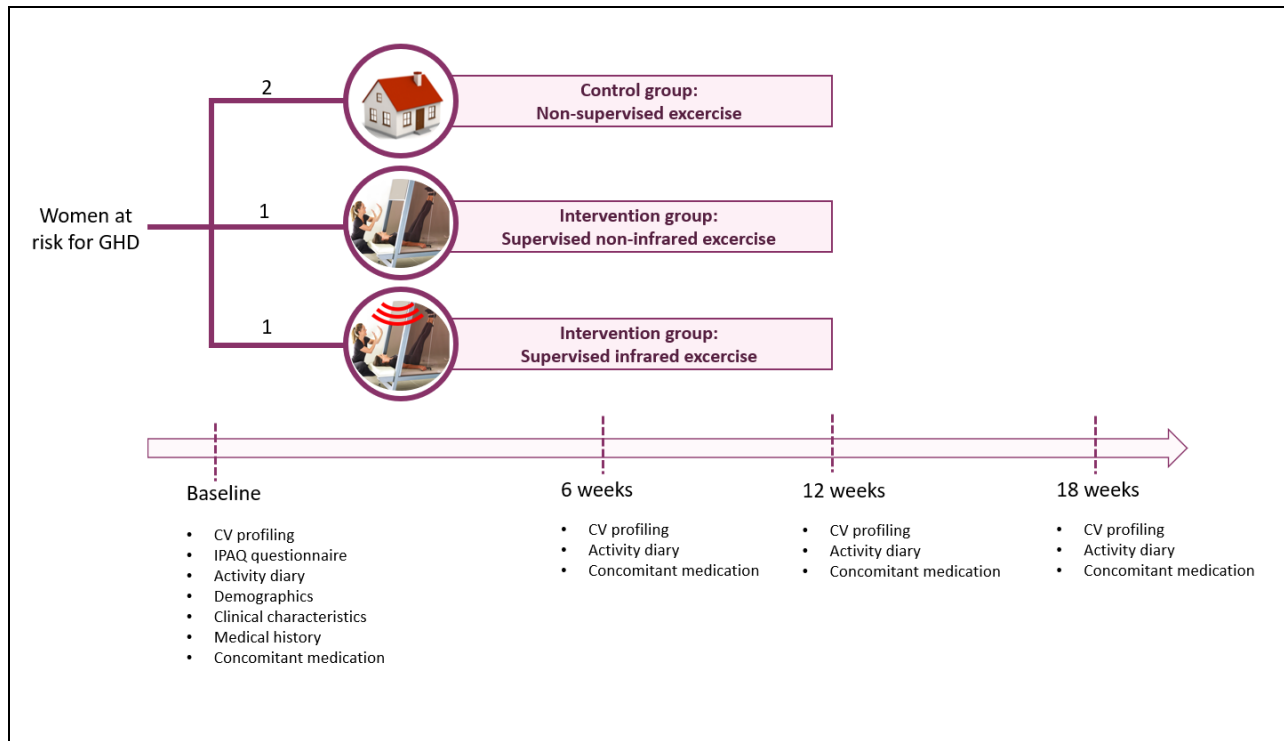 2
Control group:
Non-supervised excercise
Women at
risk for GHD
1
Intervention group:
Supervised non-infrared excercise
1
Intervention group:
Supervised infrared excercise
Baseline
• CV profiling
• IPAQ questionnaire
• Activity diary
• Demographics
• Clinical characteristics
• Medical history
• Concomitant medication
6 weeks
• CV profiling
• Activity diary
• Concomitant medication
12 weeks
• CV profiling
• Activity diary
• Concomitant medication
18 weeks
• CV profiling
• Activity diary
• Concomitant medication